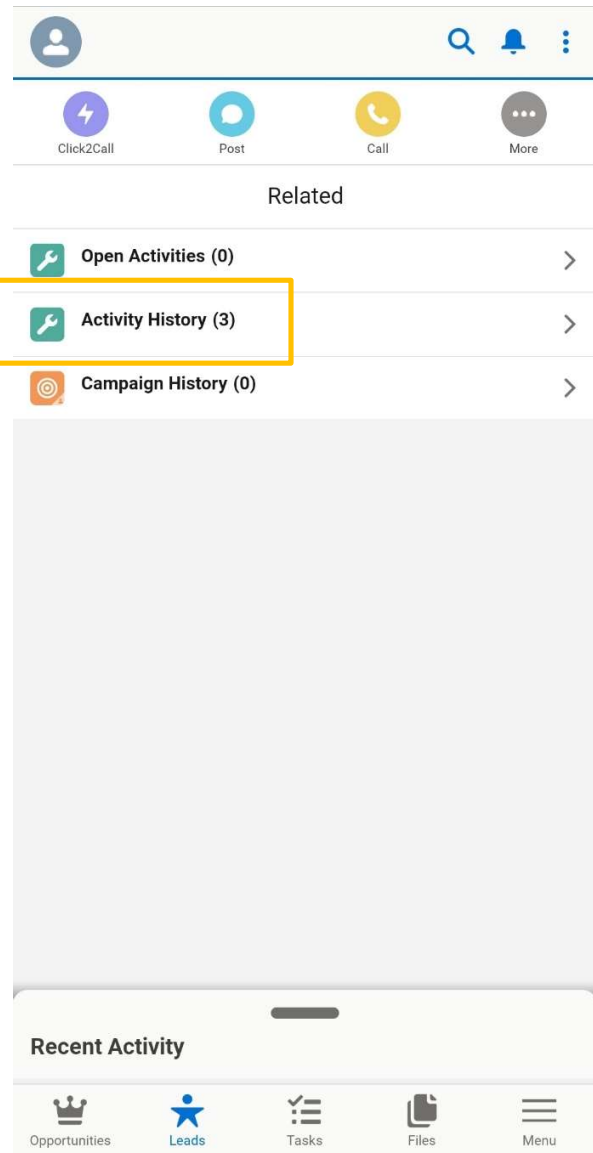 Click2Call Post Call More
Related
Open Activities (0)
Activity History (3)
Campaign History (0)
Recent Activity
Opportunities Leads Tasks Files Menu